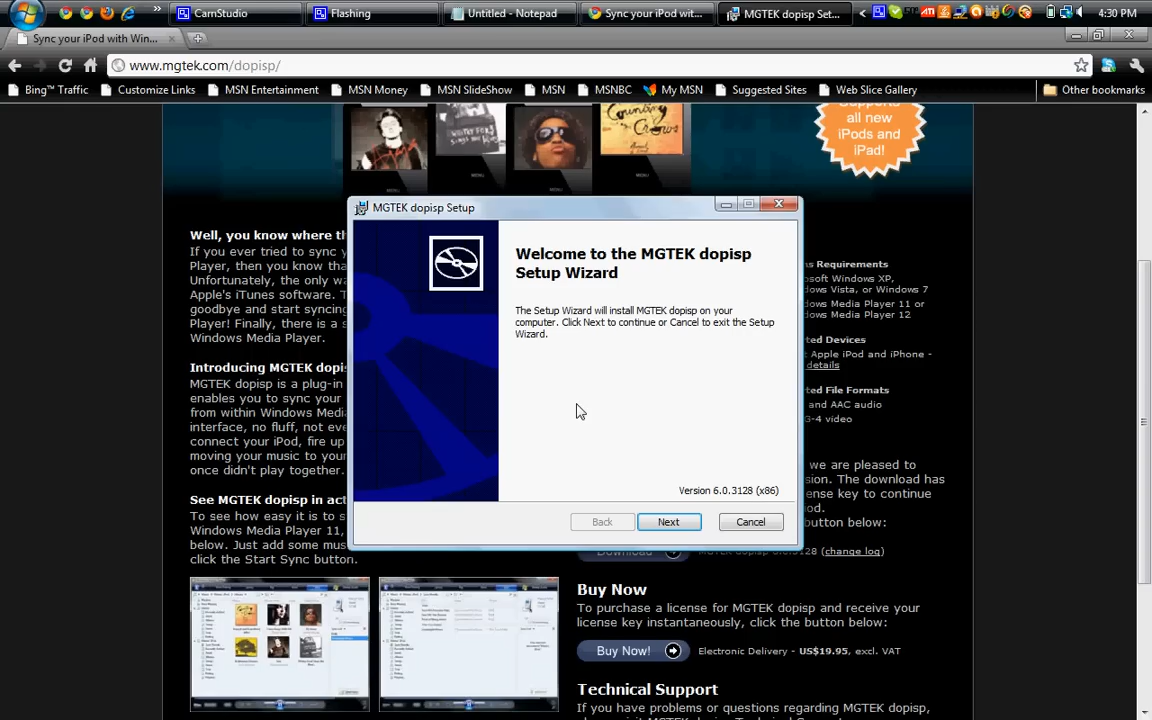 CamStudio
Flashing
Untitled - Notepad
Sync your iPod wit...
MGTEK dopisp Set...
4:30 PM
Sync your iPod with Win...
www.mgtek.com/dopisp/
Bing™ Traffic
Customize Links
MSN Entertainment
MSN Money
MSN SlideShow
MSN
MSNBC
My MSN
Suggested Sites
Web Slice Gallery
Other bookmarks
Supports
all new
iPods and
iPad!
Counting
Crows
MENU
MGTEK dopisp Setup
Welcome to the MGTEK dopisp
Setup Wizard
The Setup Wizard will install MGTEK dopisp on your
computer. Click Next to continue or Cancel to exit the Setup
Wizard.
Version 6.0.3128 (x86)
Back
Next
Cancel
Well, you know where th
If you ever tried to sync y
Player, then you know tha
Unfortunately, the only wa
Apple's iTunes software. T
goodbye and start syncing
Player! Finally, there is a s
Windows Media Player.
Introducing MGTEK dopis
MGTEK dopisp is a plug-in
enables you to sync your
from within Windows Media
interface, no fluff, not eve
connect your iPod, fire up
moving your music to your
once didn't play together.
See MGTEK dopisp in act
To see how easy it is to s
Windows Media Player 11,
below. Just add some mus
click the Start Sync button.
s Requirements
soft Windows XP,
dows Vista, or Windows 7
dows Media Player 11 or
dows Media Player 12
ted Devices
t Apple iPod and iPhone -
details
ted File Formats
and AAC audio
G-4 video
we are pleased to
sion. The download has
ense key to continue
od.
button below:
Download
(change log)
Buy Now
To purchase a license for MGTEK dopisp and receive your
license key instantaneously, click the button below:
Buy Now!
Electronic Delivery - US$19.95, excl. VAT
Technical Support
If you have problems or questions regarding MGTEK dopisp,